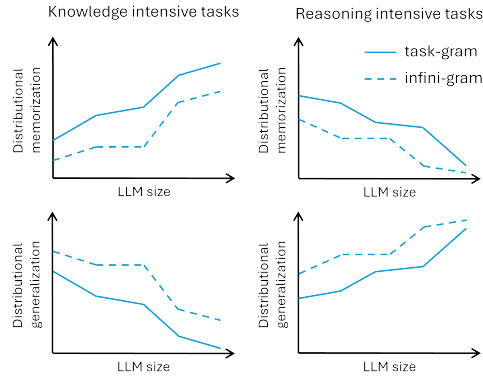 Knowledge intensive tasks
Reasoning intensive tasks
Distributional
memorization
LLM size
Distributional
memorization
task-gram
infini-gram
LLM size
Distributional
generalization
LLM size
Distributional
generalization
LLM size